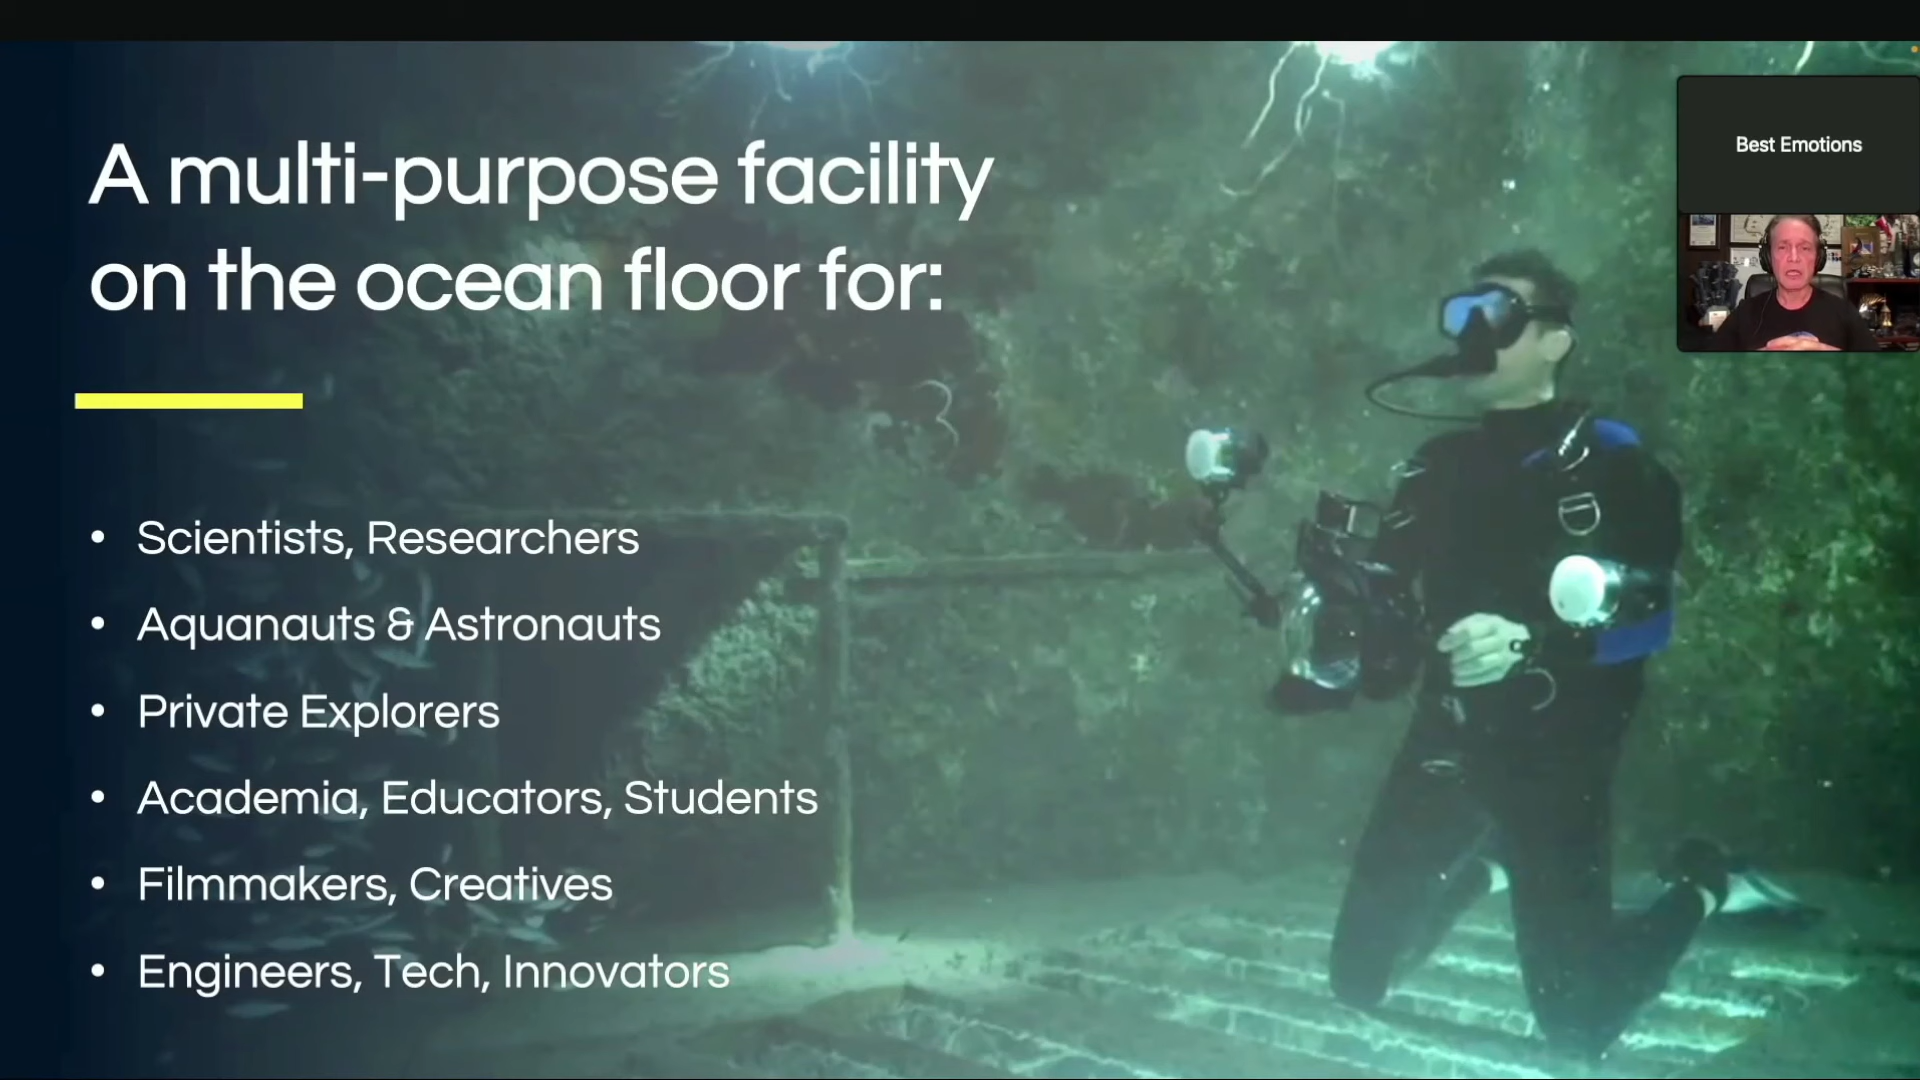 A multi-purpose facility
on the ocean floor for:
• Scientists, Researchers
• Aquanauts & Astronauts
• Private Explorers
• Academia, Educators, Students
• Filmmakers, Creatives
• Engineers, Tech, Innovators
Best Emotions